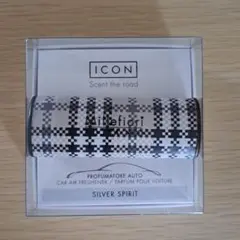 ICON
Scent the road
Millefiori
PROFUMATORE AUTO
CAR AIR FRESHENER / PARFUM POUR VOITURE
SILVER SPIRIT